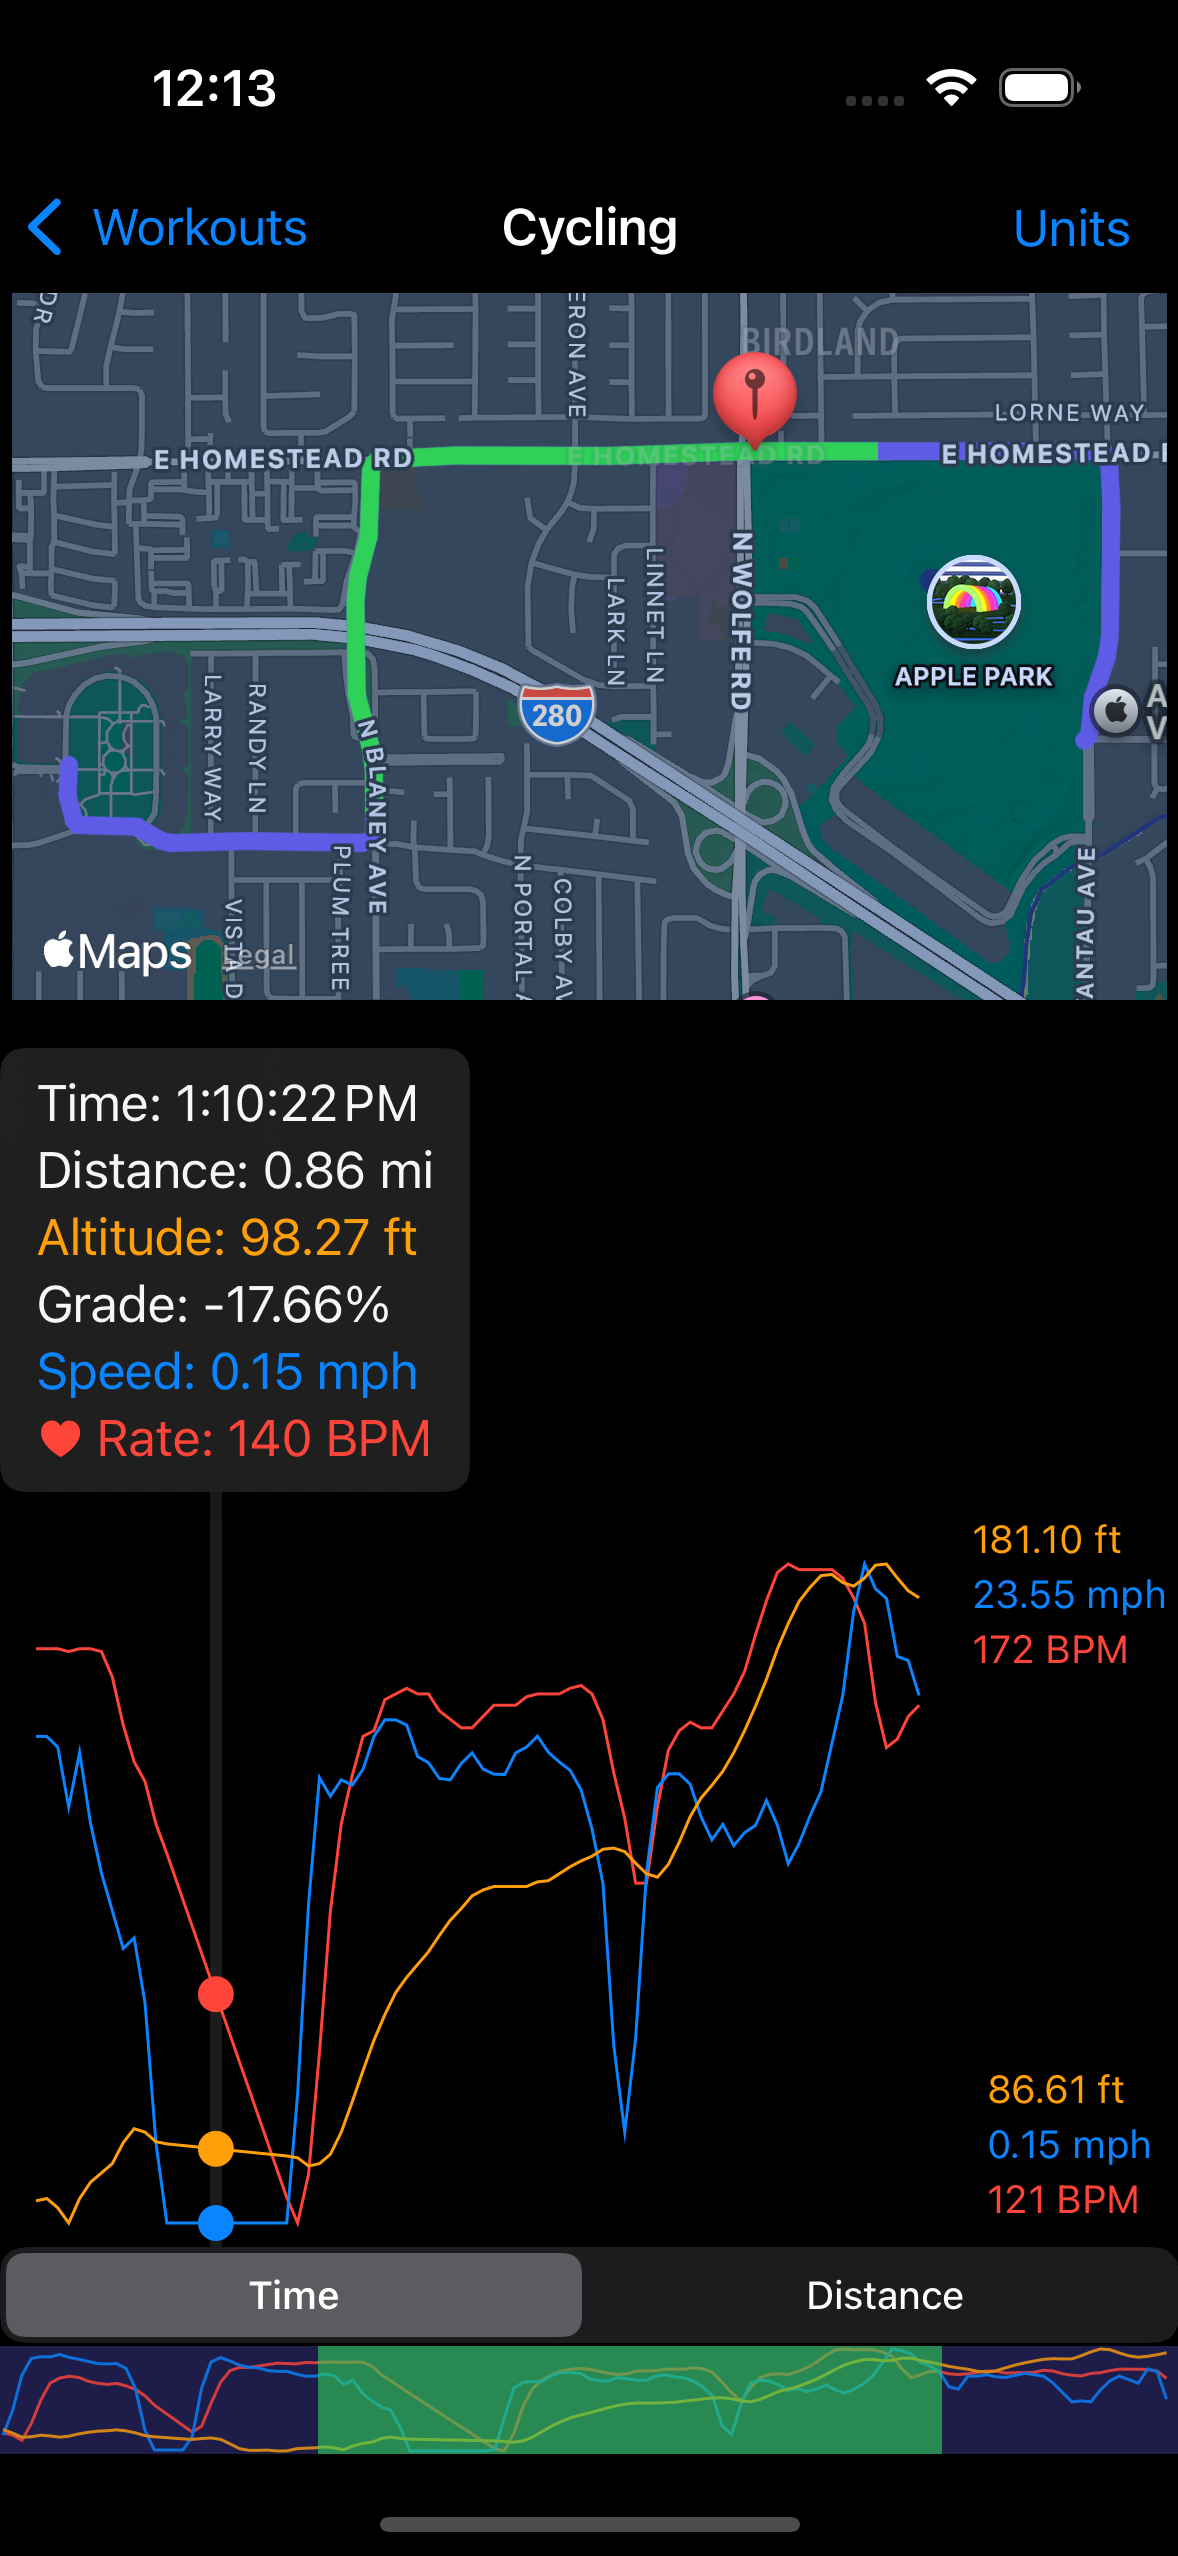 12:13
Workouts
Cycling
Units
DR
ERON AVE
BIRDLAND
LORNE WAY
E HOMESTEAD RD
E HOMESTEAD RD
E HOMESTEAD R
N WOLFE RD
LINNET LN
LARK LN
APPLE PARK
280
A
V
LARRY WAY
RANDY LN
N BLANEY AVE
PLUM TREE
N PORTAL A
COLBY AV
VISTA D
ANTAU AVE
Maps
Legal
Time: 1:10:22 PM
Distance: 0.86 mi
Altitude: 98.27 ft
Grade: -17.66%
Speed: 0.15 mph
Rate: 140 BPM
181.10 ft
23.55 mph
172 BPM
86.61 ft
0.15 mph
121 BPM
Time
Distance